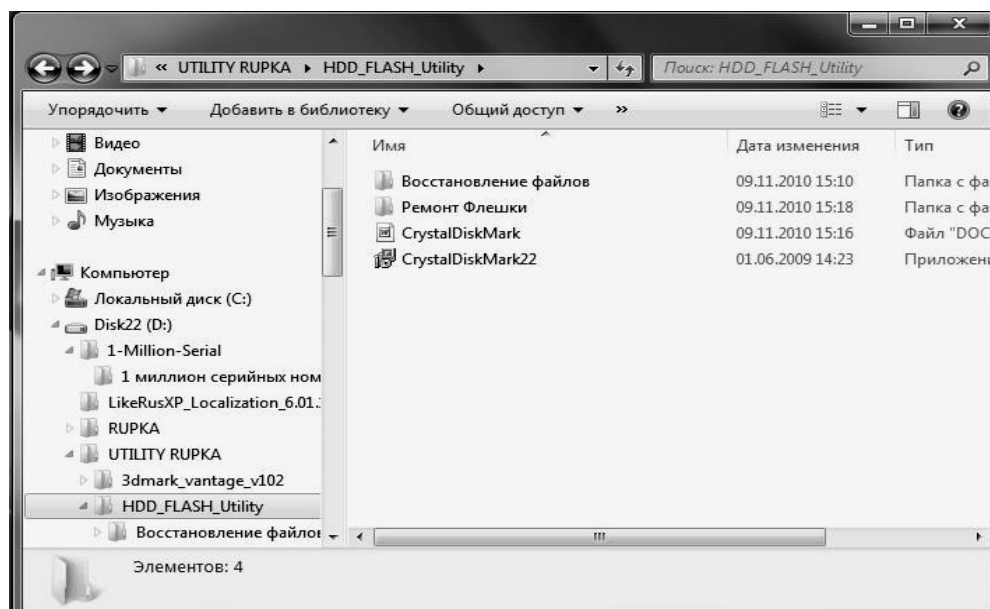 « UTILITY RUPKA ▸ HDD_FLASH_Utility ▸
Поиск: HDD_FLASH_Utility
Упорядочить ▾ Добавить в библиотеку ▾ Общий доступ ▾ »
Видео
Документы
Изображения
Музыка
Компьютер
Локальный диск (C:)
Disk22 (D:)
1-Million-Serial
1 миллион серийных ном
LikeRusXP_Localization_6.01.
RUPKA
UTILITY RUPKA
3dmark_vantage_v102
HDD_FLASH_Utility
Восстановление файлов
Имя Дата изменения Тип
Восстановление файлов 09.11.2010 15:10 Папка с фа
Ремонт Флешки 09.11.2010 15:18 Папка с фа
CrystalDiskMark 09.11.2010 15:16 Файл "DOC
CrystalDiskMark22 01.06.2009 14:23 Приложен
Элементов: 4